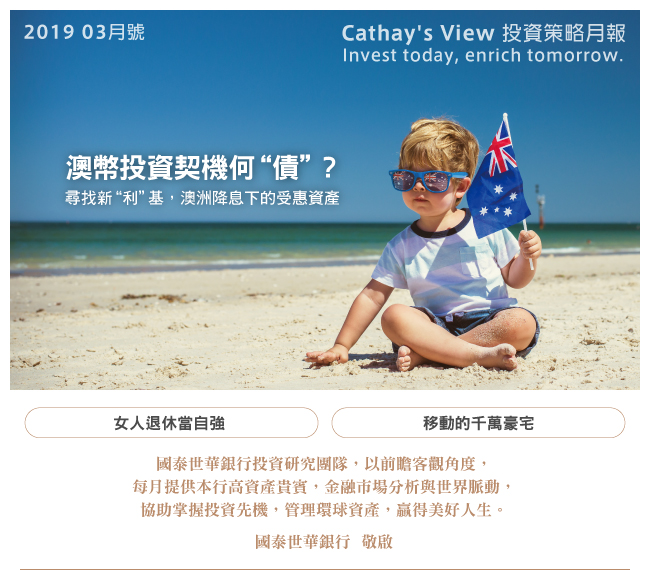 2019 03月號
Cathay's View 投資策略月報
Invest today, enrich tomorrow.
澳幣投資契機何“債”？
尋找新“利”基，澳洲降息下的受惠資產
女人退休當自強
移動的千萬豪宅
國泰世華銀行投資研究團隊，以前瞻客觀角度，
每月提供本行高資產貴賓，金融市場分析與世界脈動，
協助掌握投資先機，管理環球資產，贏得美好人生。
國泰世華銀行 敬啟